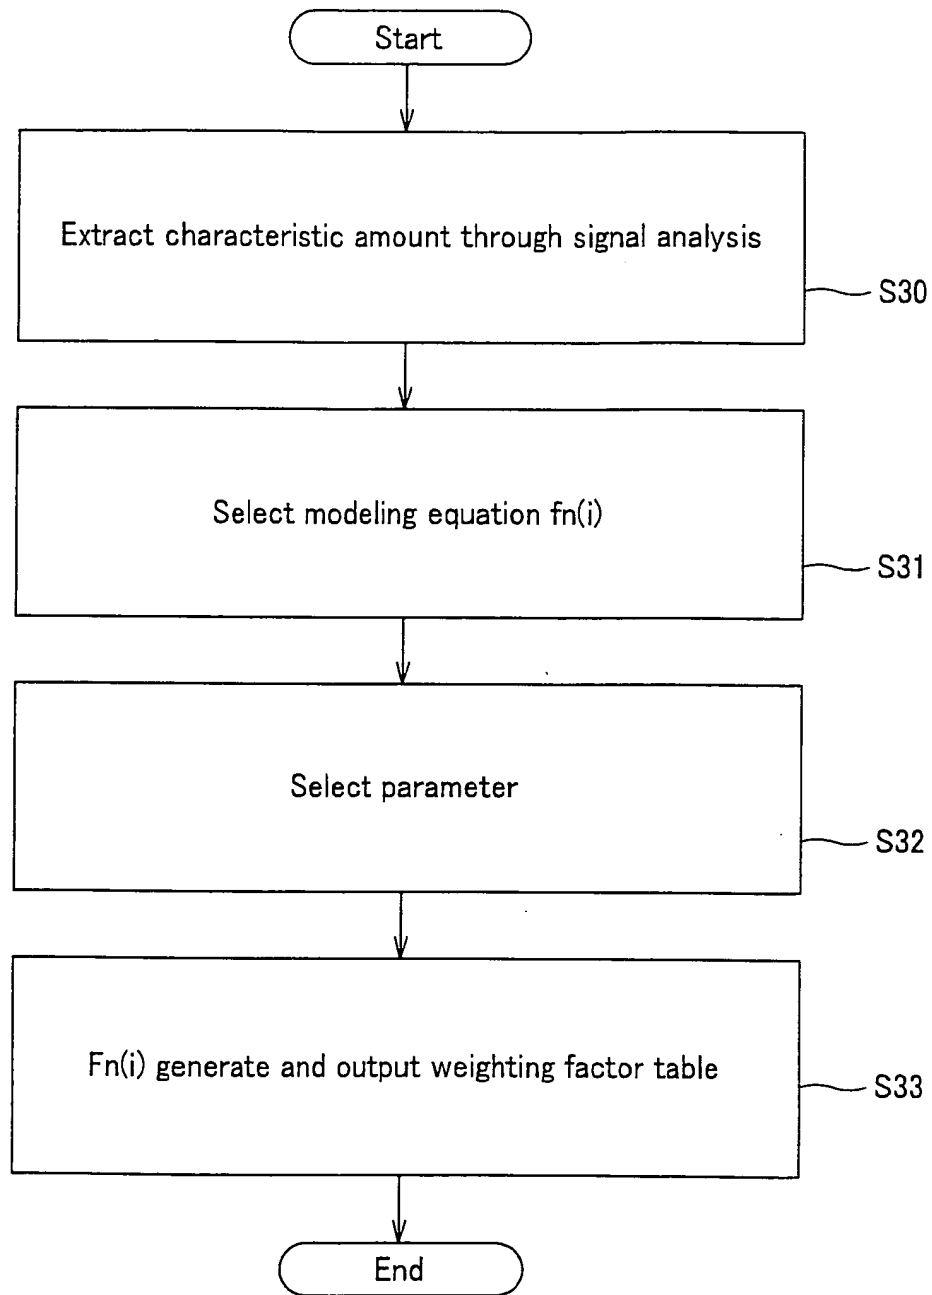 Start
Extract characteristic amount through signal analysis
S30
Select modeling equation fn(i)
S31
Select parameter
S32
Fn(i) generate and output weighting factor table
S33
End